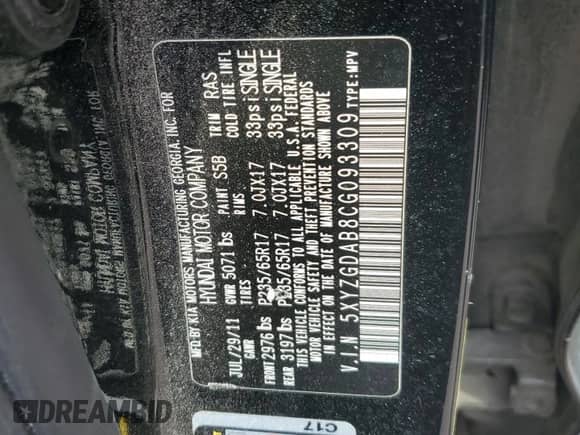 MFD BY KIA MOTORS MANUFACTURING GEORGIA, INC. FOR
HYUNDAI MOTOR COMPANY
JUL/29/11 GVWR 5071 lbs PAINT S5B TRIM RAS
GAWR TIRES RIMS COLD TIRE INFL
FRONT 2976 lbs P235/65R17 7.0JX17 33psi SINGLE
REAR 3197 lbs P235/65R17 7.0JX17 33psi SINGLE
THIS VEHICLE CONFORMS TO ALL APPLICABLE U.S.A. FEDERAL
MOTOR VEHICLE SAFETY AND THEFT PREVENTION STANDARDS
IN EFFECT ON THE DATE OF MANUFACTURE SHOWN ABOVE
V.I.N 5XYZGDAB8CG093309 TYPE:MPV
C17
DREAMBID